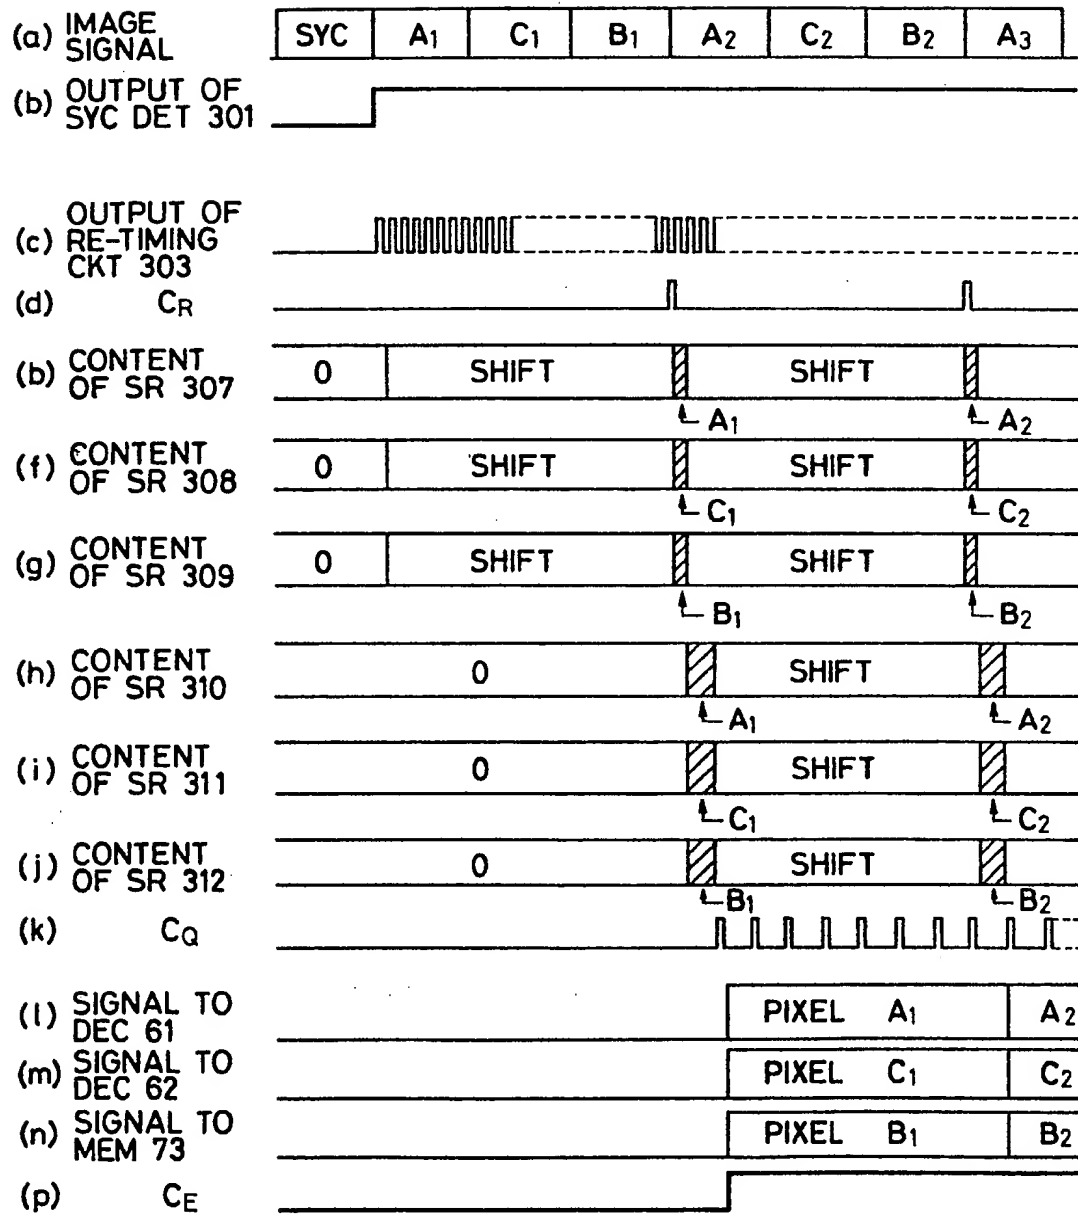 (a) IMAGE SIGNAL SYC A1 C1 B1 A2 C2 B2 A3
(b) OUTPUT OF SYC DET 301
(c) OUTPUT OF RE-TIMING CKT 303
(d) CR
(b) CONTENT OF SR 307 0 SHIFT SHIFT
A1 A2
(f) CONTENT OF SR 308 0 SHIFT SHIFT
C1 C2
(g) CONTENT OF SR 309 0 SHIFT SHIFT
B1 B2
(h) CONTENT OF SR 310 0 SHIFT
A1 A2
(i) CONTENT OF SR 311 0 SHIFT
C1 C2
(j) CONTENT OF SR 312 0 SHIFT
B1 B2
(k) CQ
(l) SIGNAL TO DEC 61 PIXEL A1 A2
(m) SIGNAL TO DEC 62 PIXEL C1 C2
(n) SIGNAL TO MEM 73 PIXEL B1 B2
(p) CE